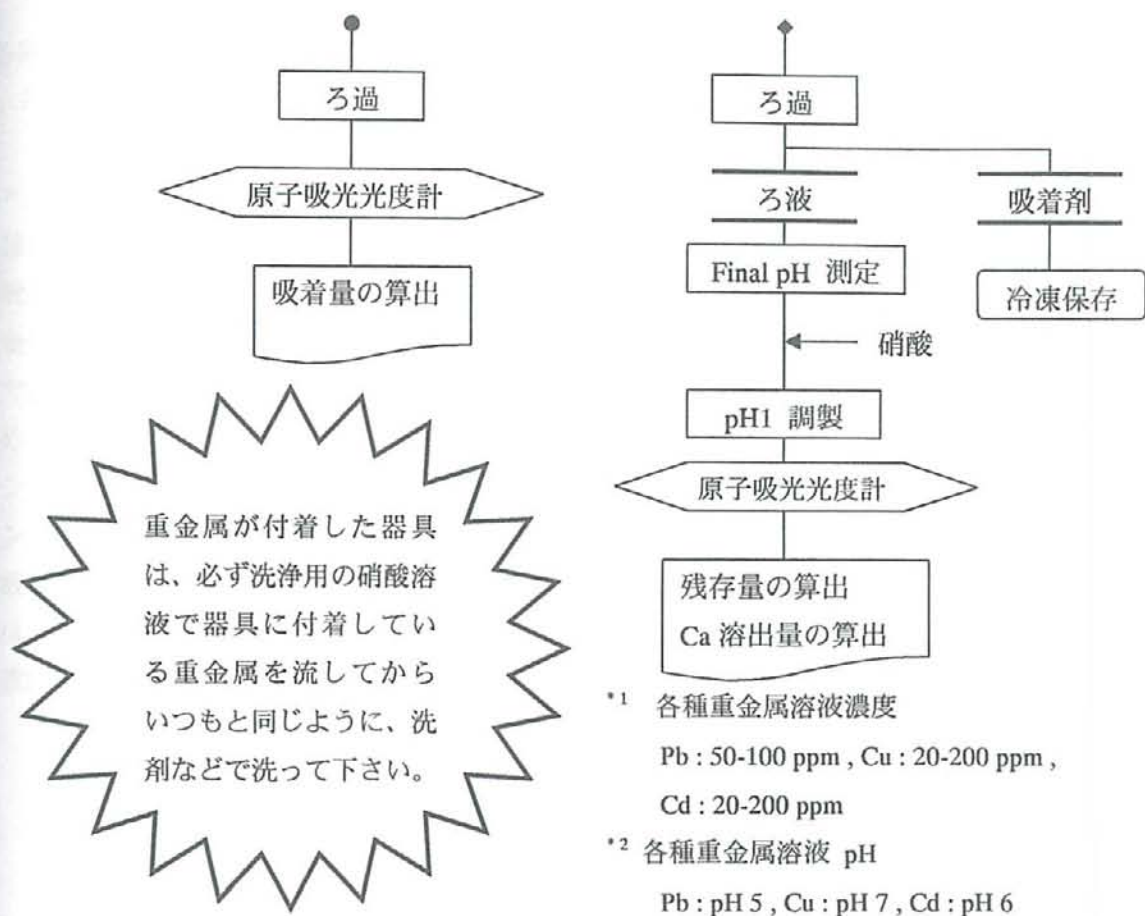 ろ過
原子吸光光度計
吸着量の算出
重金属が付着した器具
は、必ず洗浄用の硝酸溶
液で器具に付着してい
る重金属を流してから
いつもと同じように、洗
剤などで洗って下さい。
ろ過
ろ液
吸着剤
Final pH 測定
冷凍保存
硝酸
pH1 調製
原子吸光光度計
残存量の算出
Ca 溶出量の算出
*1 各種重金属溶液濃度
Pb : 50-100 ppm , Cu : 20-200 ppm ,
Cd : 20-200 ppm
*2 各種重金属溶液 pH
Pb : pH 5 , Cu : pH 7 , Cd : pH 6